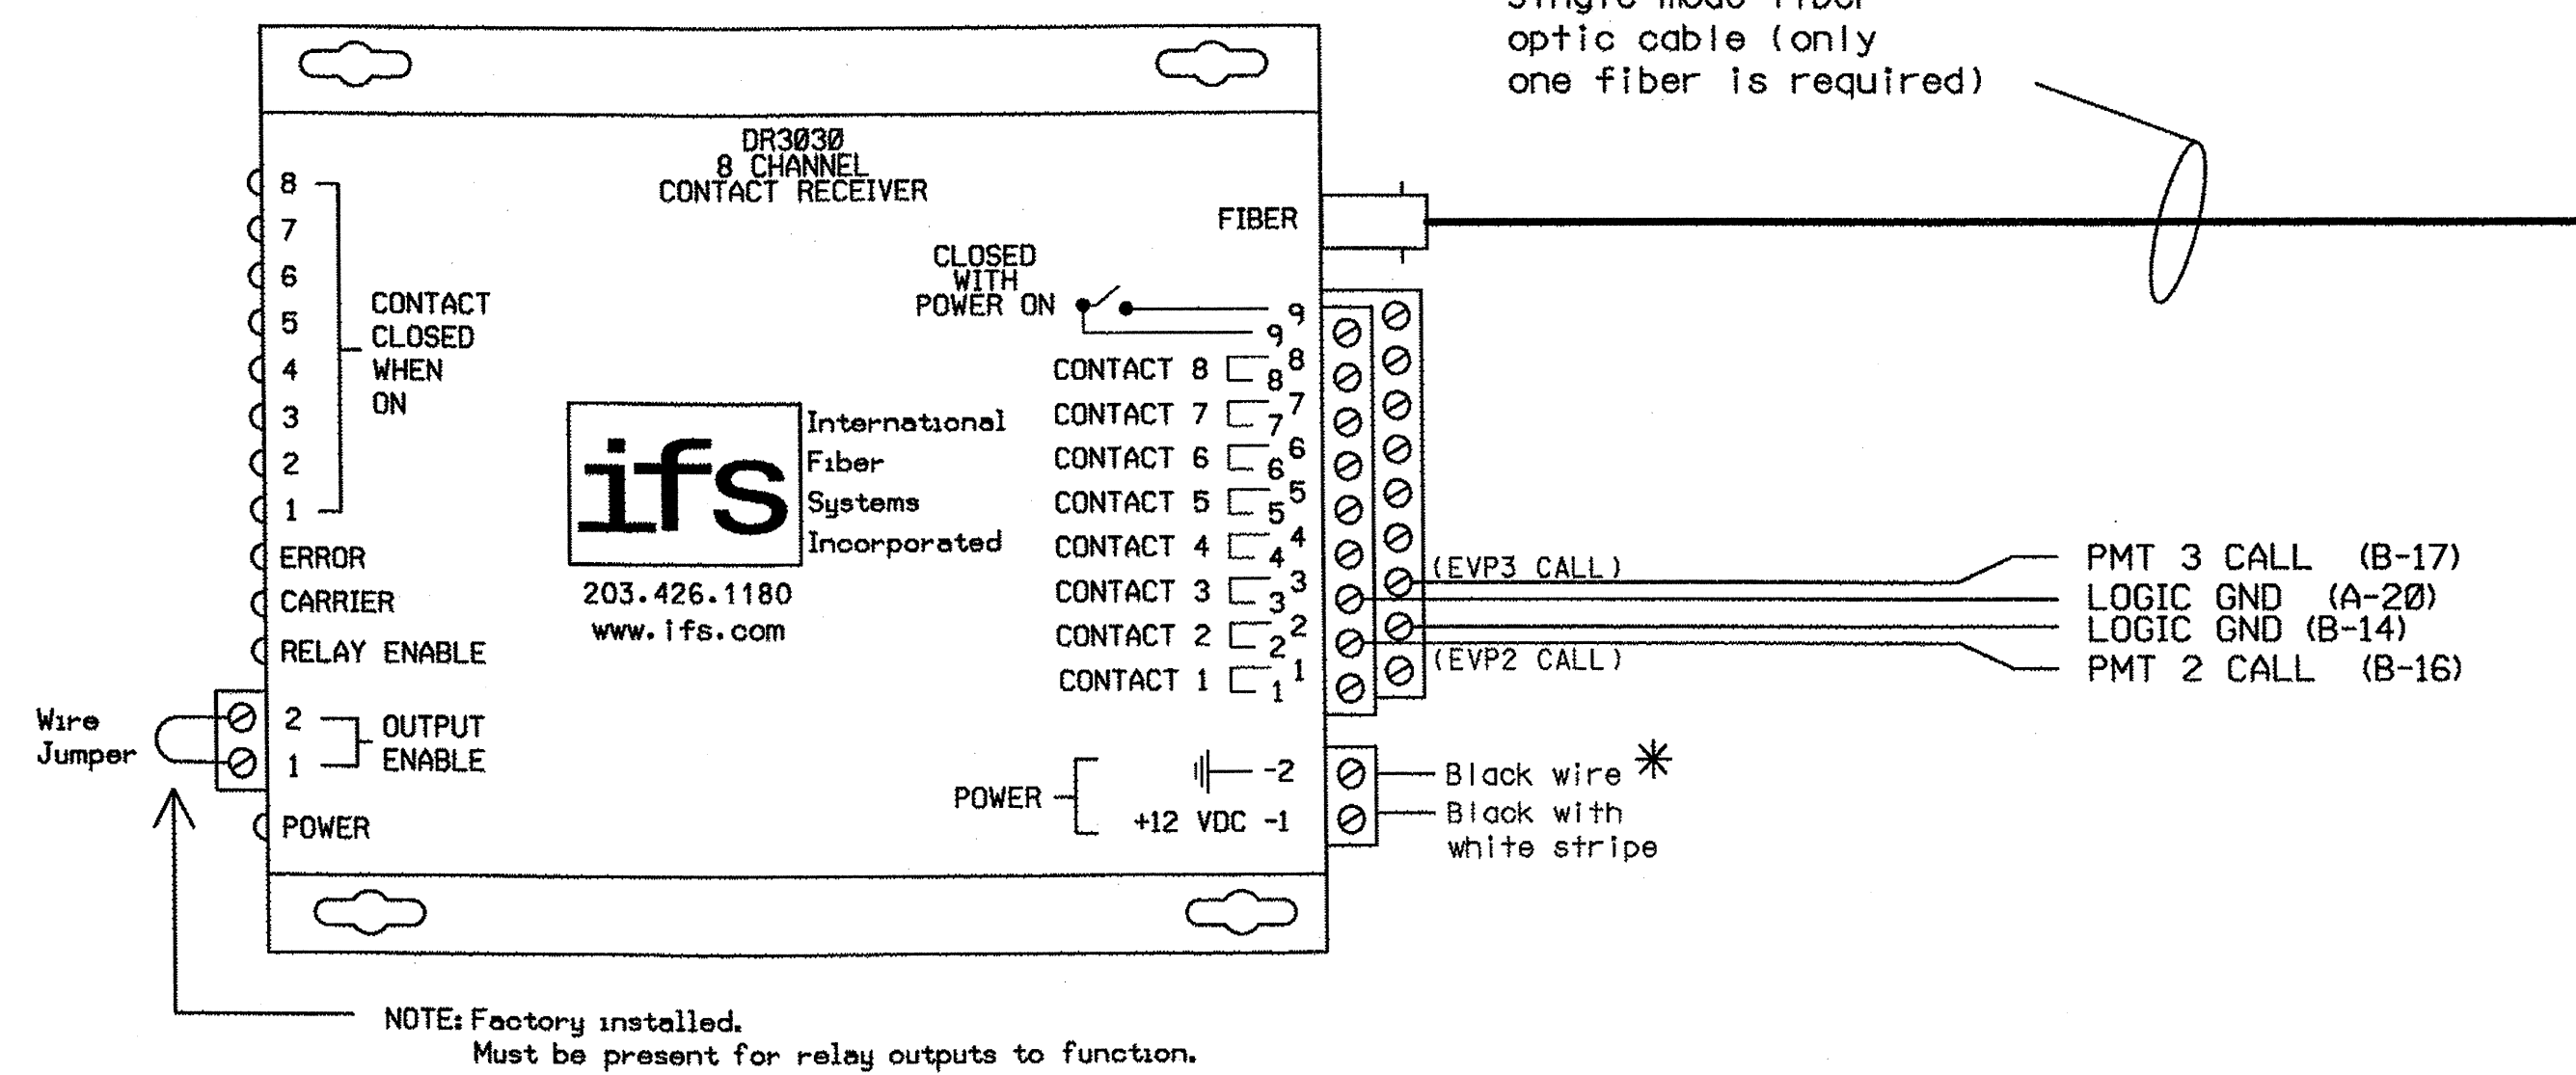 Single mode fiber
optic cable (only
one fiber is required)
DR3030
8 CHANNEL
CONTACT RECEIVER
8
7
6
5
4
3
2
1
CONTACT
CLOSED
WHEN
ON
ERROR
CARRIER
RELAY ENABLE
2
1
OUTPUT
ENABLE
POWER
Wire
Jumper
ifs
International
Fiber
Systems
Incorporated
203.426.1180
www.ifs.com
FIBER
CLOSED
WITH
POWER ON
9
9
CONTACT 8 8 8
CONTACT 7 7 7
CONTACT 6 6 6
CONTACT 5 5 5
CONTACT 4 4 4
CONTACT 3 3 3
CONTACT 2 2 2
CONTACT 1 1 1
POWER
-2
+12 VDC -1
(EVP3 CALL)
(EVP2 CALL)
PMT 3 CALL (B-17)
LOGIC GND (A-20)
LOGIC GND (B-14)
PMT 2 CALL (B-16)
Black wire *
Black with
white stripe
NOTE: Factory installed.
Must be present for relay outputs to function.